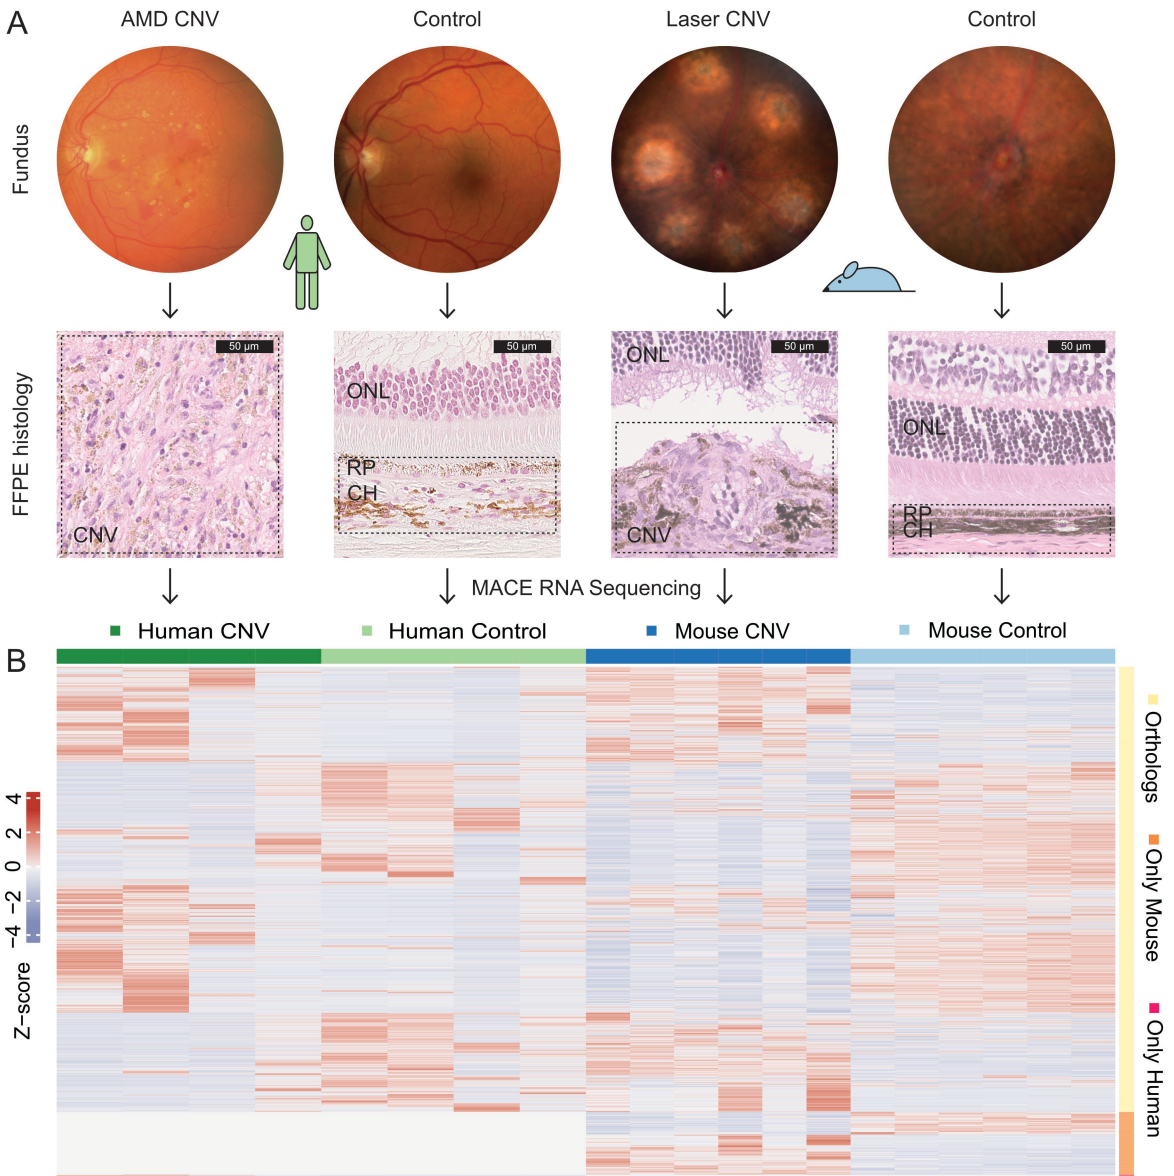 A
AMD CNV
Control
Laser CNV
Control
Fundus
FFPE histology
50 µm
CNV
50 µm
ONL
RP
CH
50 µm
ONL
CNV
50 µm
ONL
RP
CH
MACE RNA Sequencing
Human CNV
Human Control
Mouse CNV
Mouse Control
B
4
2
0
−2
−4
Z−score
Orthologs
Only Mouse
Only Human